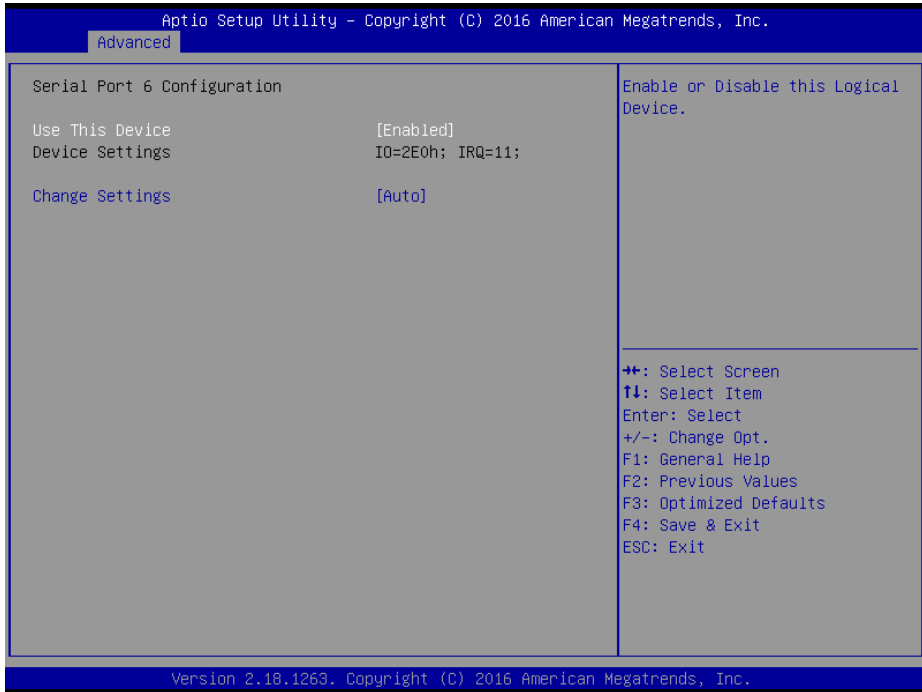 Aptio Setup Utility – Copyright (C) 2016 American Megatrends, Inc.
Advanced
Serial Port 6 Configuration
Use This Device [Enabled]
Device Settings IO=2E0h; IRQ=11;
Change Settings [Auto]
Enable or Disable this Logical
Device.
→←: Select Screen
↑↓: Select Item
Enter: Select
+/-: Change Opt.
F1: General Help
F2: Previous Values
F3: Optimized Defaults
F4: Save & Exit
ESC: Exit
Version 2.18.1263. Copyright (C) 2016 American Megatrends, Inc.